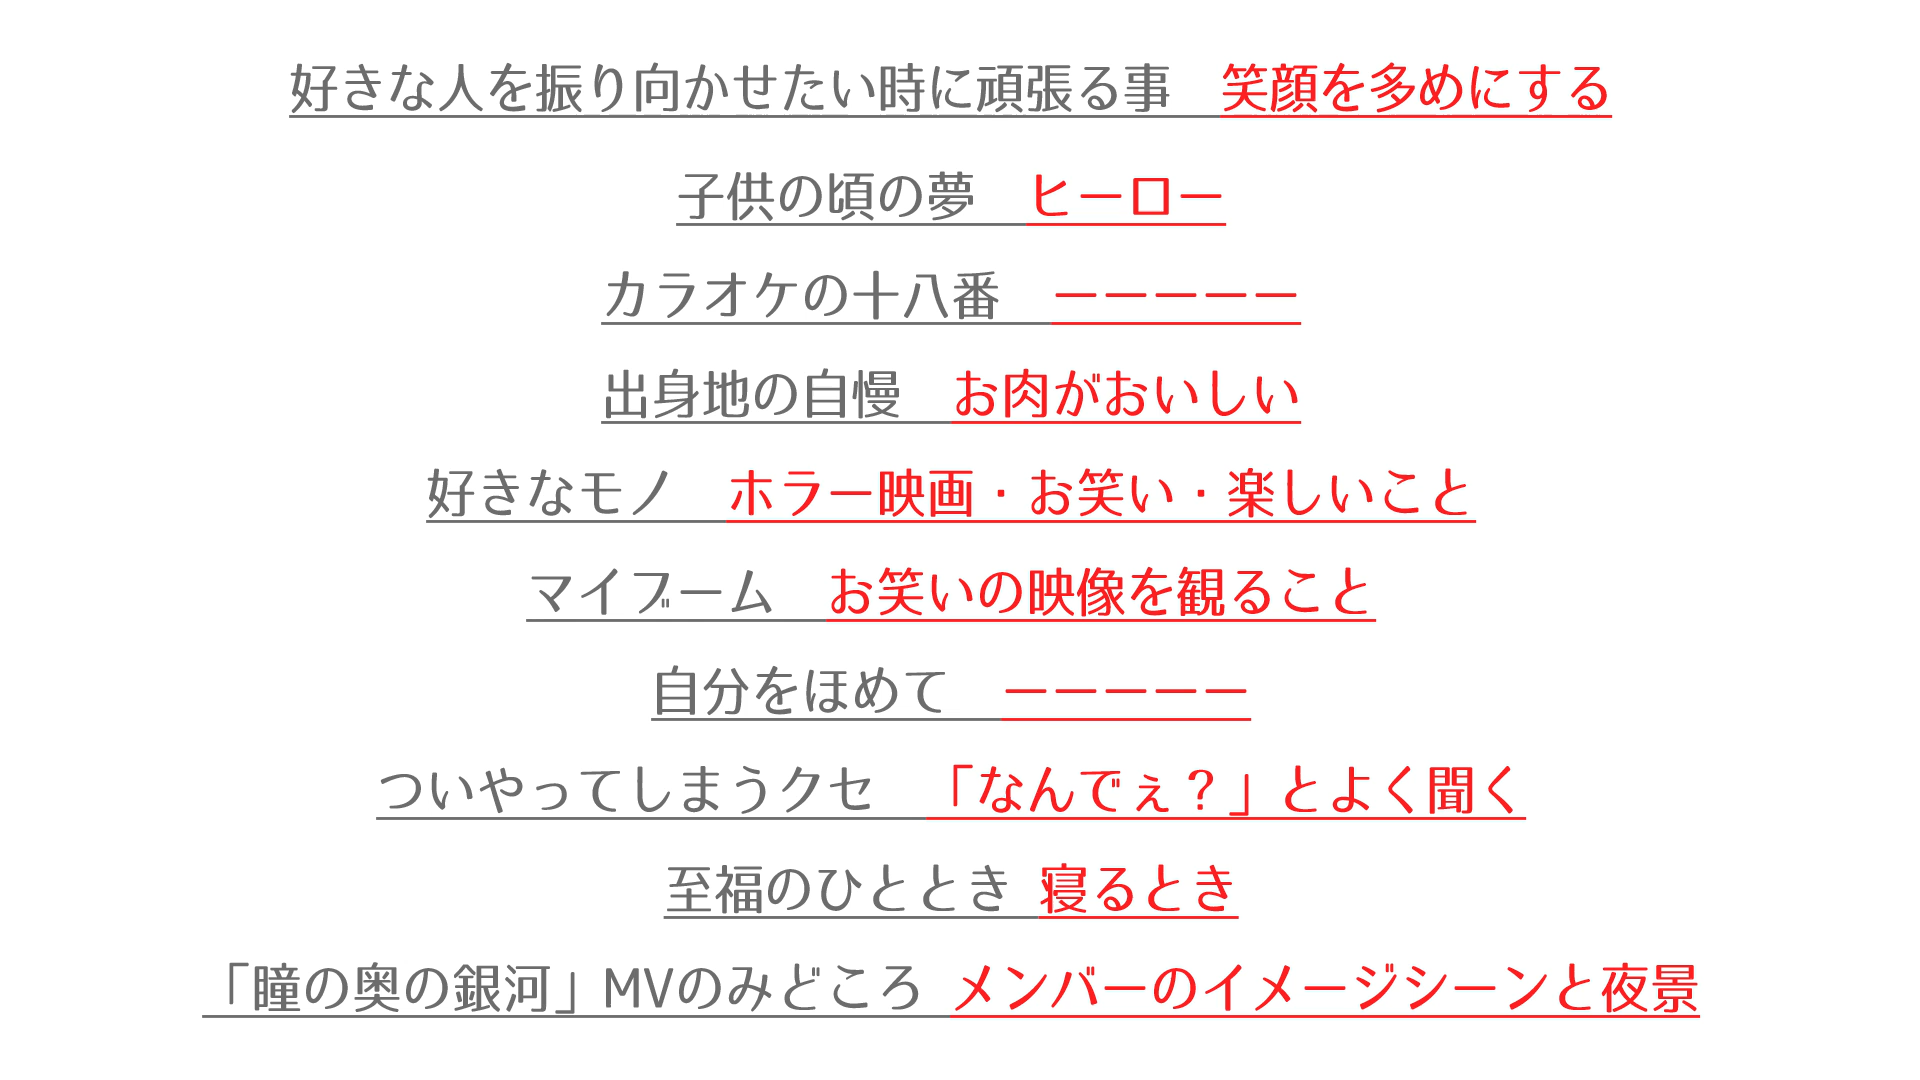 好きな人を振り向かせたい時に頑張る事　笑顔を多めにする
子供の頃の夢　ヒーロー
カラオケの十八番　ーーーーー
出身地の自慢　お肉がおいしい
好きなモノ　ホラー映画・お笑い・楽しいこと
マイブーム　お笑いの映像を観ること
自分をほめて　ーーーーー
ついやってしまうクセ　「なんでぇ？」とよく聞く
至福のひととき 寝るとき
「瞳の奥の銀河」MVのみどころ メンバーのイメージシーンと夜景